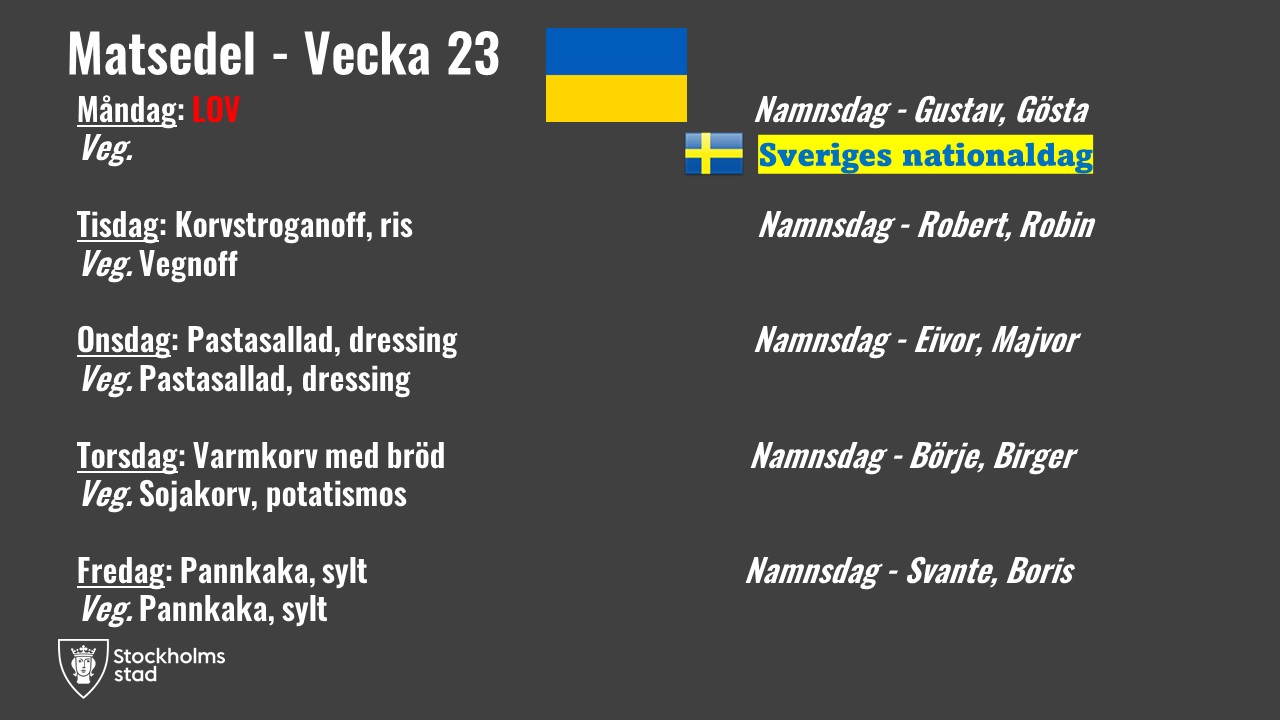 Matsedel - Vecka 23
Måndag: LOV
Namnsdag - Gustav, Gösta
Veg.
Sveriges nationaldag
Tisdag: Korvstroganoff, ris
Namnsdag - Robert, Robin
Veg. Vegnoff
Onsdag: Pastasallad, dressing
Namnsdag - Eivor, Majvor
Veg. Pastasallad, dressing
Torsdag: Varmkorv med bröd
Namnsdag - Börje, Birger
Veg. Sojakorv, potatismos
Fredag: Pannkaka, sylt
Namnsdag - Svante, Boris
Veg. Pannkaka, sylt
Stockholms
stad